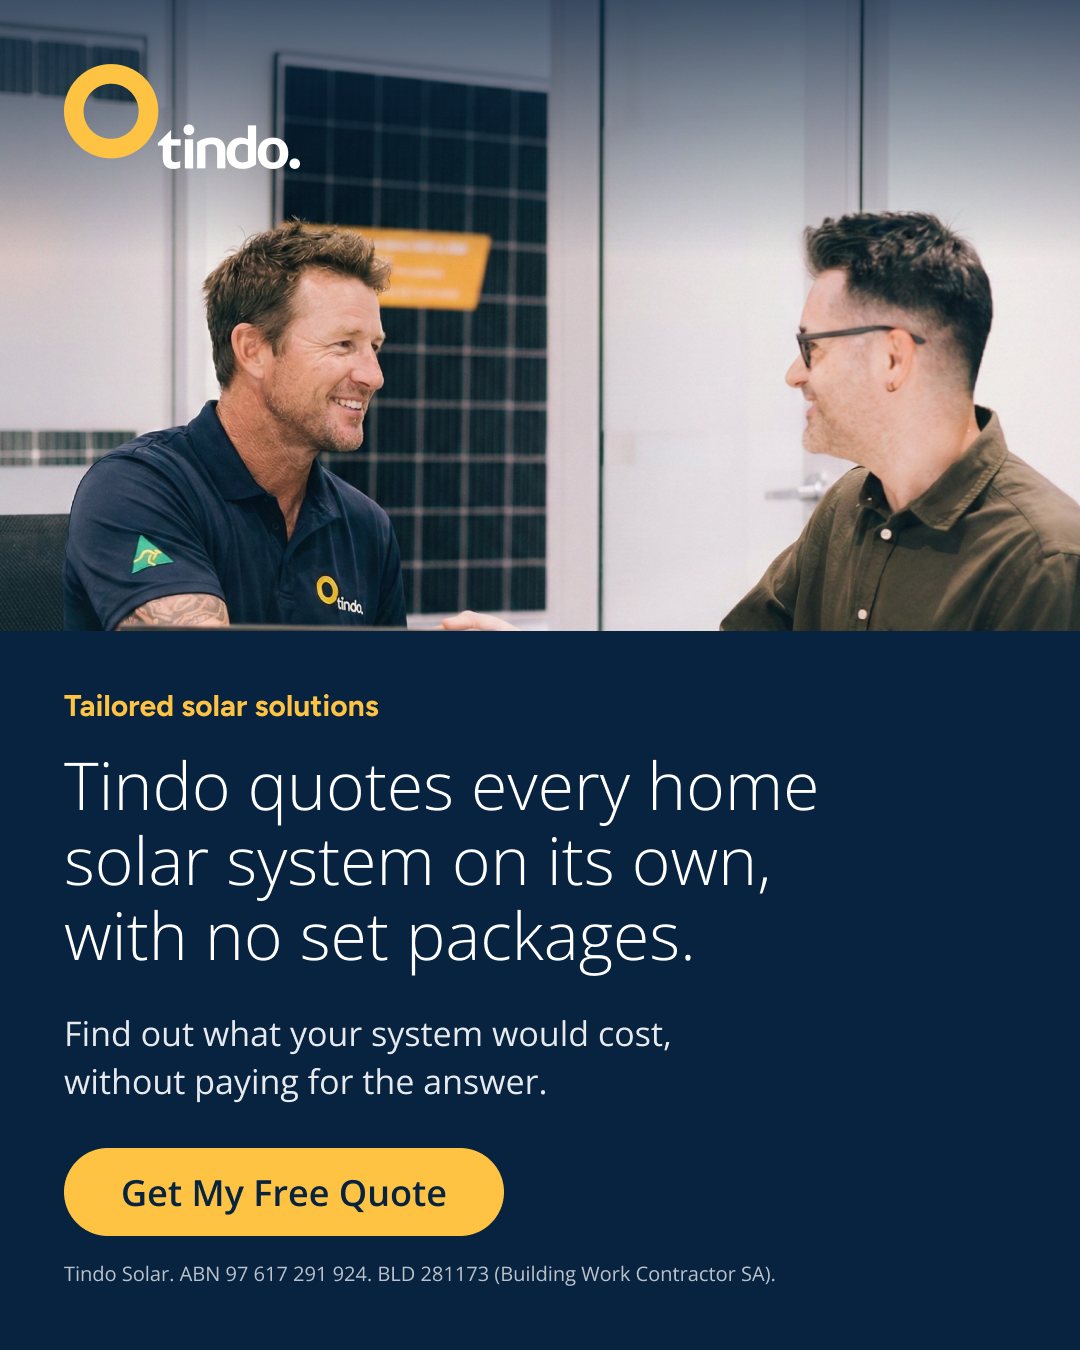 tindo.
tindo.
Tailored solar solutions
Tindo quotes every home
solar system on its own,
with no set packages.
Find out what your system would cost,
without paying for the answer.
Get My Free Quote
Tindo Solar. ABN 97 617 291 924. BLD 281173 (Building Work Contractor SA).